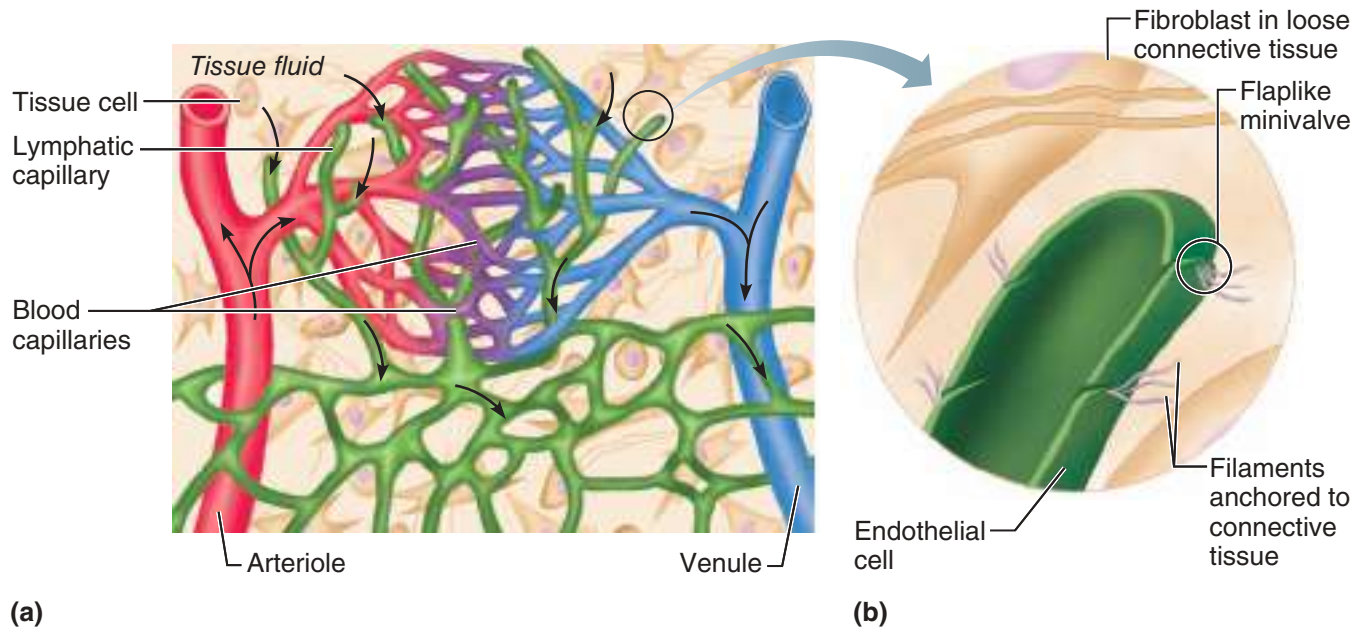 Tissue fluid
Tissue cell
Lymphatic
capillary
Blood
capillaries
Arteriole
Venule
(a)
Fibroblast in loose
connective tissue
Flaplike
minivalve
Filaments
anchored to
connective
tissue
Endothelial
cell
(b)